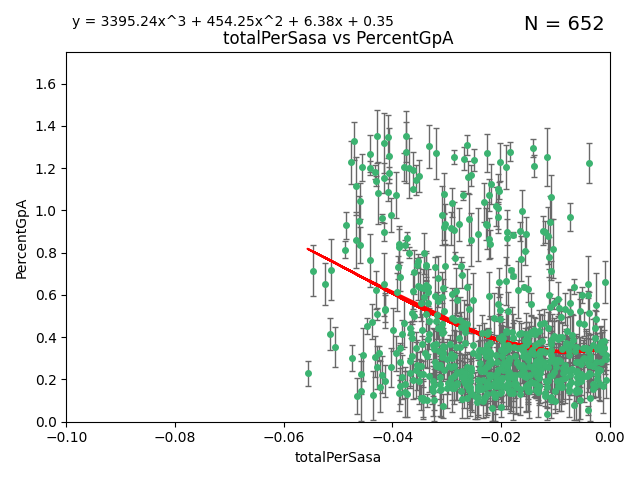 y = 3395.24x^3 + 454.25x^2 + 6.38x + 0.35
N = 652
totalPerSasa vs PercentGpA
1.6
1.4
1.2
1.0
0.8
0.6
0.4
0.2
0.0
PercentGpA
−0.10 −0.08 −0.06 −0.04 −0.02 0.00
totalPerSasa